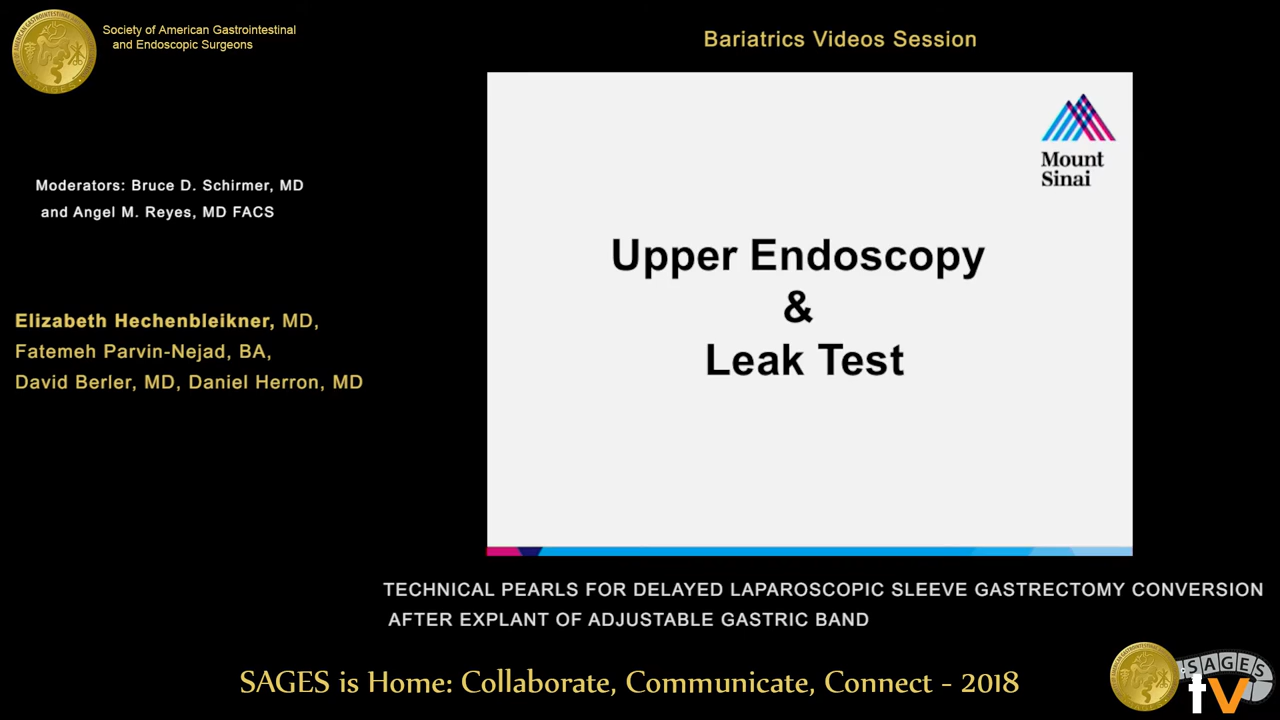 Society of American Gastrointestinal
and Endoscopic Surgeons
Bariatrics Videos Session
Mount
Sinai
Moderators: Bruce D. Schirmer, MD
and Angel M. Reyes, MD FACS
Upper Endoscopy
&
Leak Test
Elizabeth Hechenbleikner, MD,
Fatemeh Parvin-Nejad, BA,
David Berler, MD, Daniel Herron, MD
TECHNICAL PEARLS FOR DELAYED LAPAROSCOPIC SLEEVE GASTRECTOMY CONVERSION
AFTER EXPLANT OF ADJUSTABLE GASTRIC BAND
SAGES is Home: Collaborate, Communicate, Connect - 2018
SAGES
tv